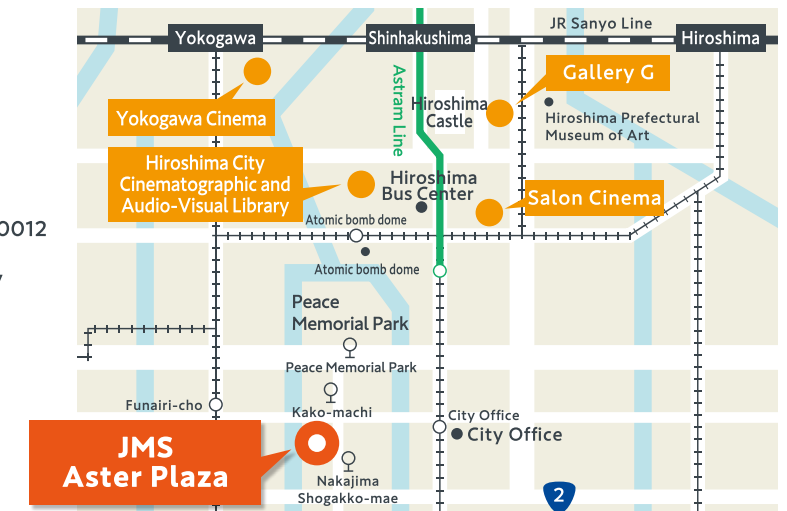 JR Sanyo Line
Yokogawa
Shinhakushima
Hiroshima
Gallery G
Astram Line
Hiroshima
Castle
Yokogawa Cinema
Hiroshima Prefectural
Museum of Art
Hiroshima City
Cinematographic and
Audio-Visual Library
Hiroshima
Bus Center
Salon Cinema
0012
Atomic bomb dome
Atomic bomb dome
Peace
Memorial Park
Peace Memorial Park
Funairi-cho
Kako-machi
City Office
City Office
JMS
Aster Plaza
Nakajima
Shogakko-mae
2